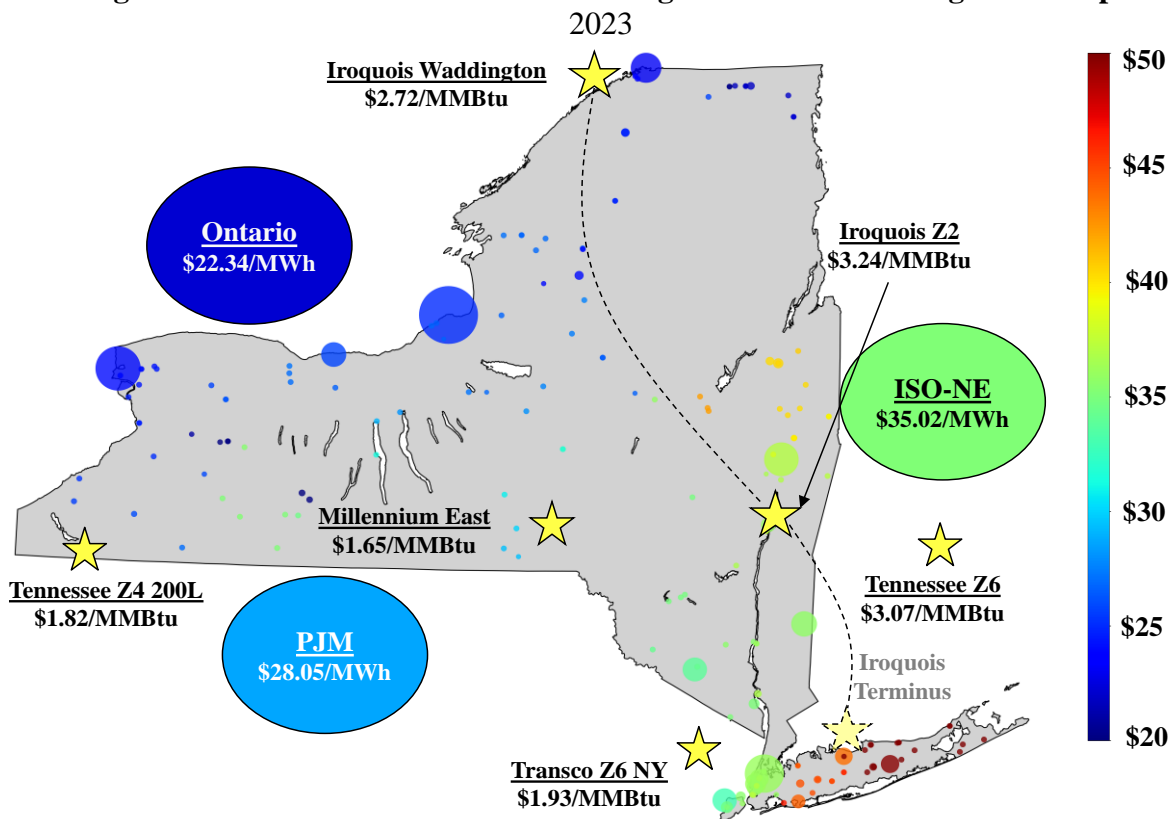 2023
Iroquois Waddington
$2.72/MMBtu
Ontario
$22.34/MWh
Iroquois Z2
$3.24/MMBtu
ISO-NE
$35.02/MWh
Millennium East
$1.65/MMBtu
Tennessee Z4 200L
$1.82/MMBtu
Tennessee Z6
$3.07/MMBtu
PJM
$28.05/MWh
Iroquois
Terminus
Transco Z6 NY
$1.93/MMBtu
$50
$45
$40
$35
$30
$25
$20